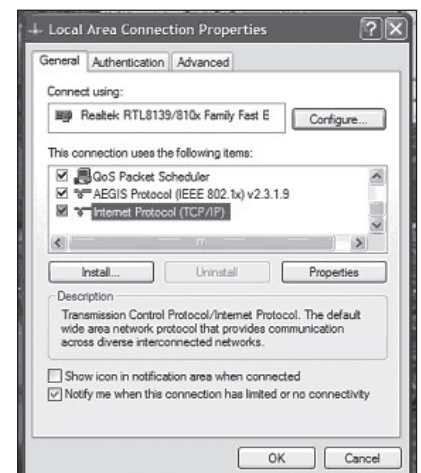 Local Area Connection Properties
General Authentication Advanced
Connect using:
Realtek RTL8139/810x Family Fast E Configure...
This connection uses the following items:
QoS Packet Scheduler
AEGIS Protocol (IEEE 802.1x) v2.3.1.9
Internet Protocol (TCP/IP)
Install... Uninstall Properties
Description
Transmission Control Protocol/Internet Protocol. The default
wide area network protocol that provides communication
across diverse interconnected networks.
Show icon in notification area when connected
Notify me when this connection has limited or no connectivity
OK Cancel